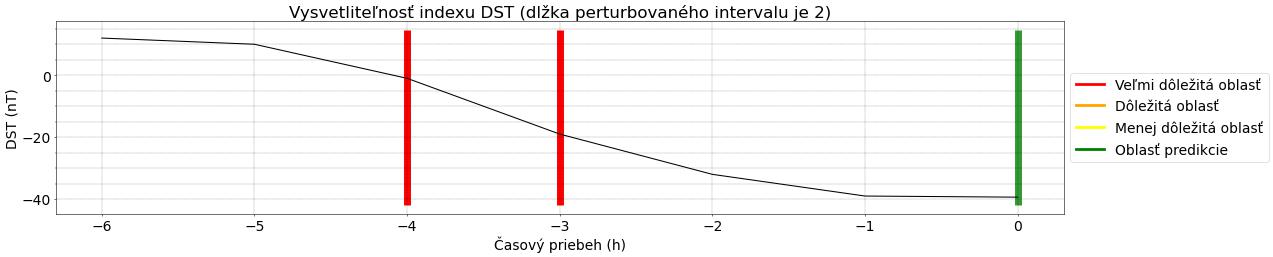 Vysvetliteľnosť indexu DST (dĺžka perturbovaného intervalu je 2)
DST (nT)
0
−20
−40
−6 −5 −4 −3 −2 −1 0
Časový priebeh (h)
Veľmi dôležitá oblasť
Dôležitá oblasť
Menej dôležitá oblasť
Oblasť predikcie